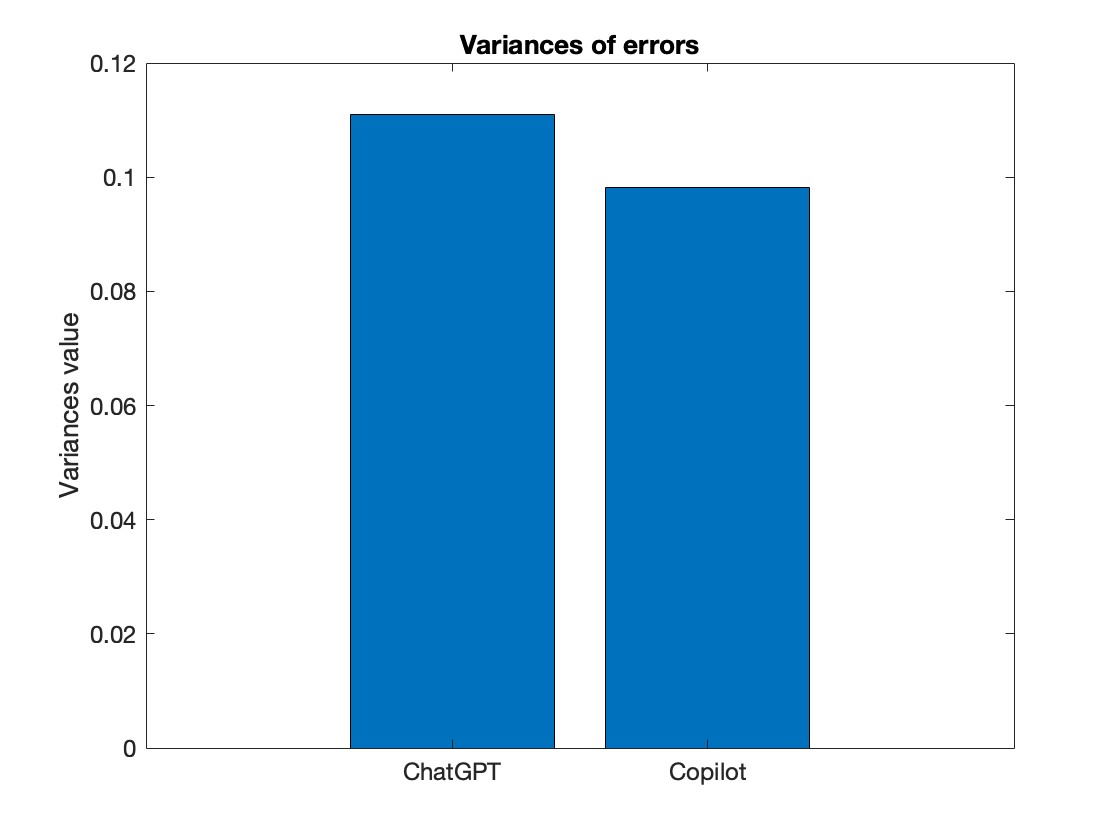 Variances of errors
0.12
0.1
0.08
0.06
0.04
0.02
0
Variances value
ChatGPT Copilot